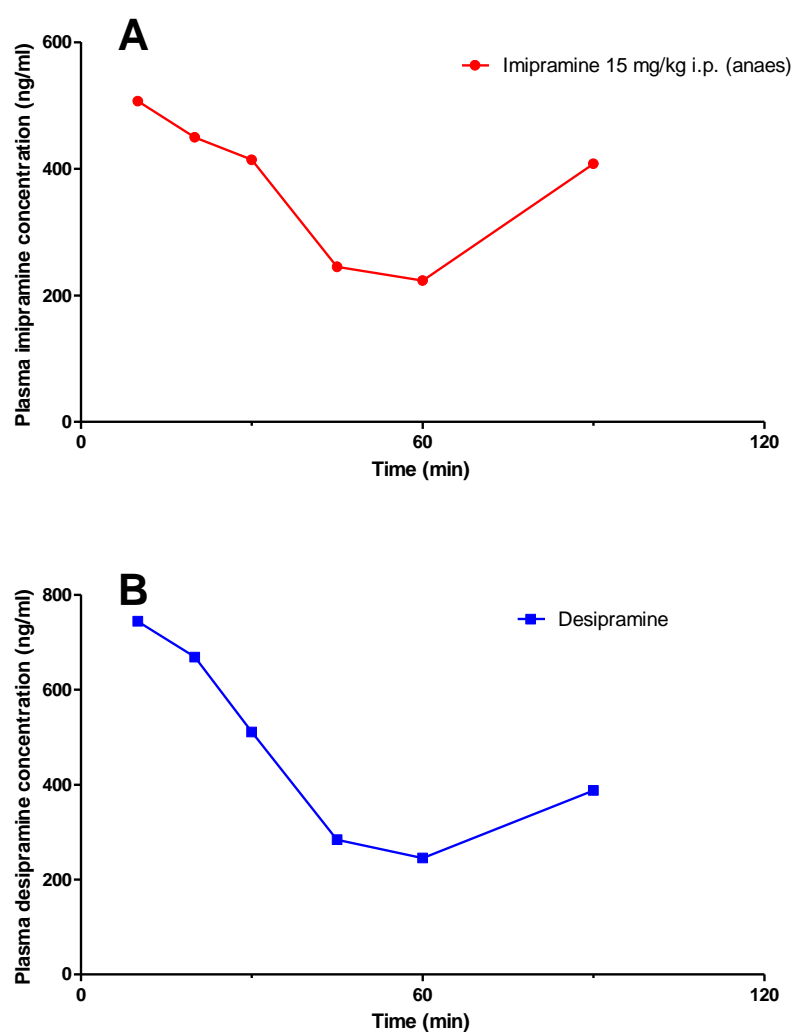 A
600
400
200
0
Plasma imipramine concentration (ng/ml)
Imipramine 15 mg/kg i.p. (anaes)
0 60 120
Time (min)
B
800
600
400
200
0
Plasma desipramine concentration (ng/ml)
Desipramine
0 60 120
Time (min)